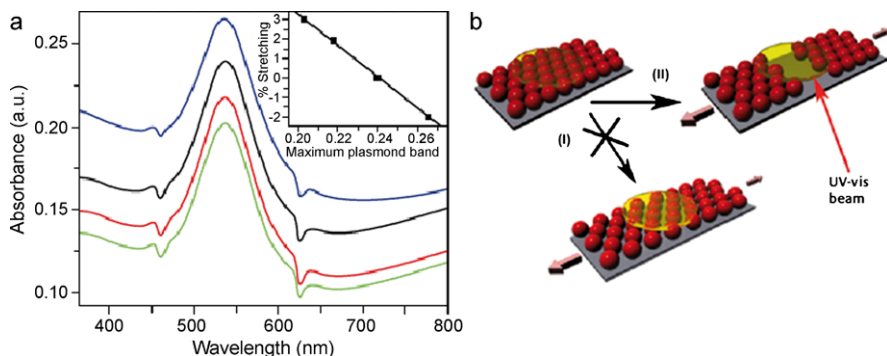 a
Absorbance (a.u.)
0.25
0.20
0.15
0.10
400
500
600
700
800
Wavelength (nm)
% Stretching
3
2
1
0
-1
-2
0.20
0.22
0.24
0.26
Maximum plasmond band
b
(II)
(I)
UV-vis
beam